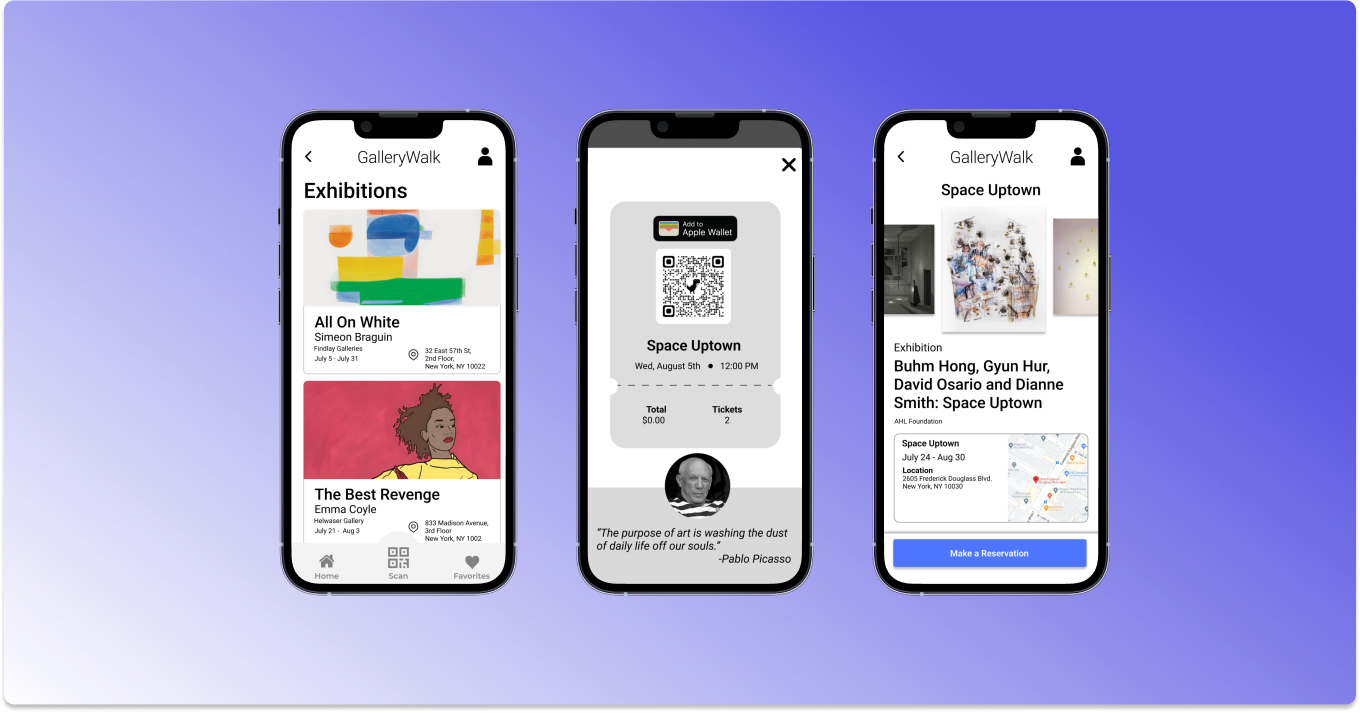 GalleryWalk
Exhibitions
All On White
Simeon Braguin
Findlay Galleries
July 5 - July 31
32 East 57th St,
2nd Floor,
New York, NY 10022
The Best Revenge
Emma Coyle
Helwaser Gallery
July 21 - Aug 3
833 Madison Avenue,
3rd Floor
New York, NY 1002
Home
Scan
Favorites
Add to
Apple Wallet
Space Uptown
Wed, August 5th • 12:00 PM
Total
$0.00
Tickets
2
“The purpose of art is washing the dust
of daily life off our souls.”
-Pablo Picasso
GalleryWalk
Space Uptown
Exhibition
Buhm Hong, Gyun Hur,
David Osario and Dianne
Smith: Space Uptown
AHL Foundation
Space Uptown
July 24 - Aug 30
Location
2605 Frederick Douglass Blvd.
New York, NY 10030
Make a Reservation